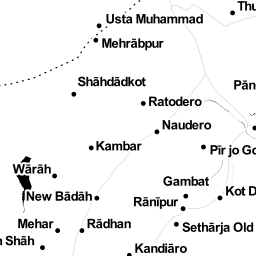 Thu
Usta Muhammad
Mehrābpur
Shāhdādkot
Pān
Ratodero
Naudero
Kambar
Pīr jo Go
Wārāh
Gambat
New Bādāh
Kot D
Rānīpur
Mehar
Rādhan
Sethārja Old
n Shāh
Kandiāro